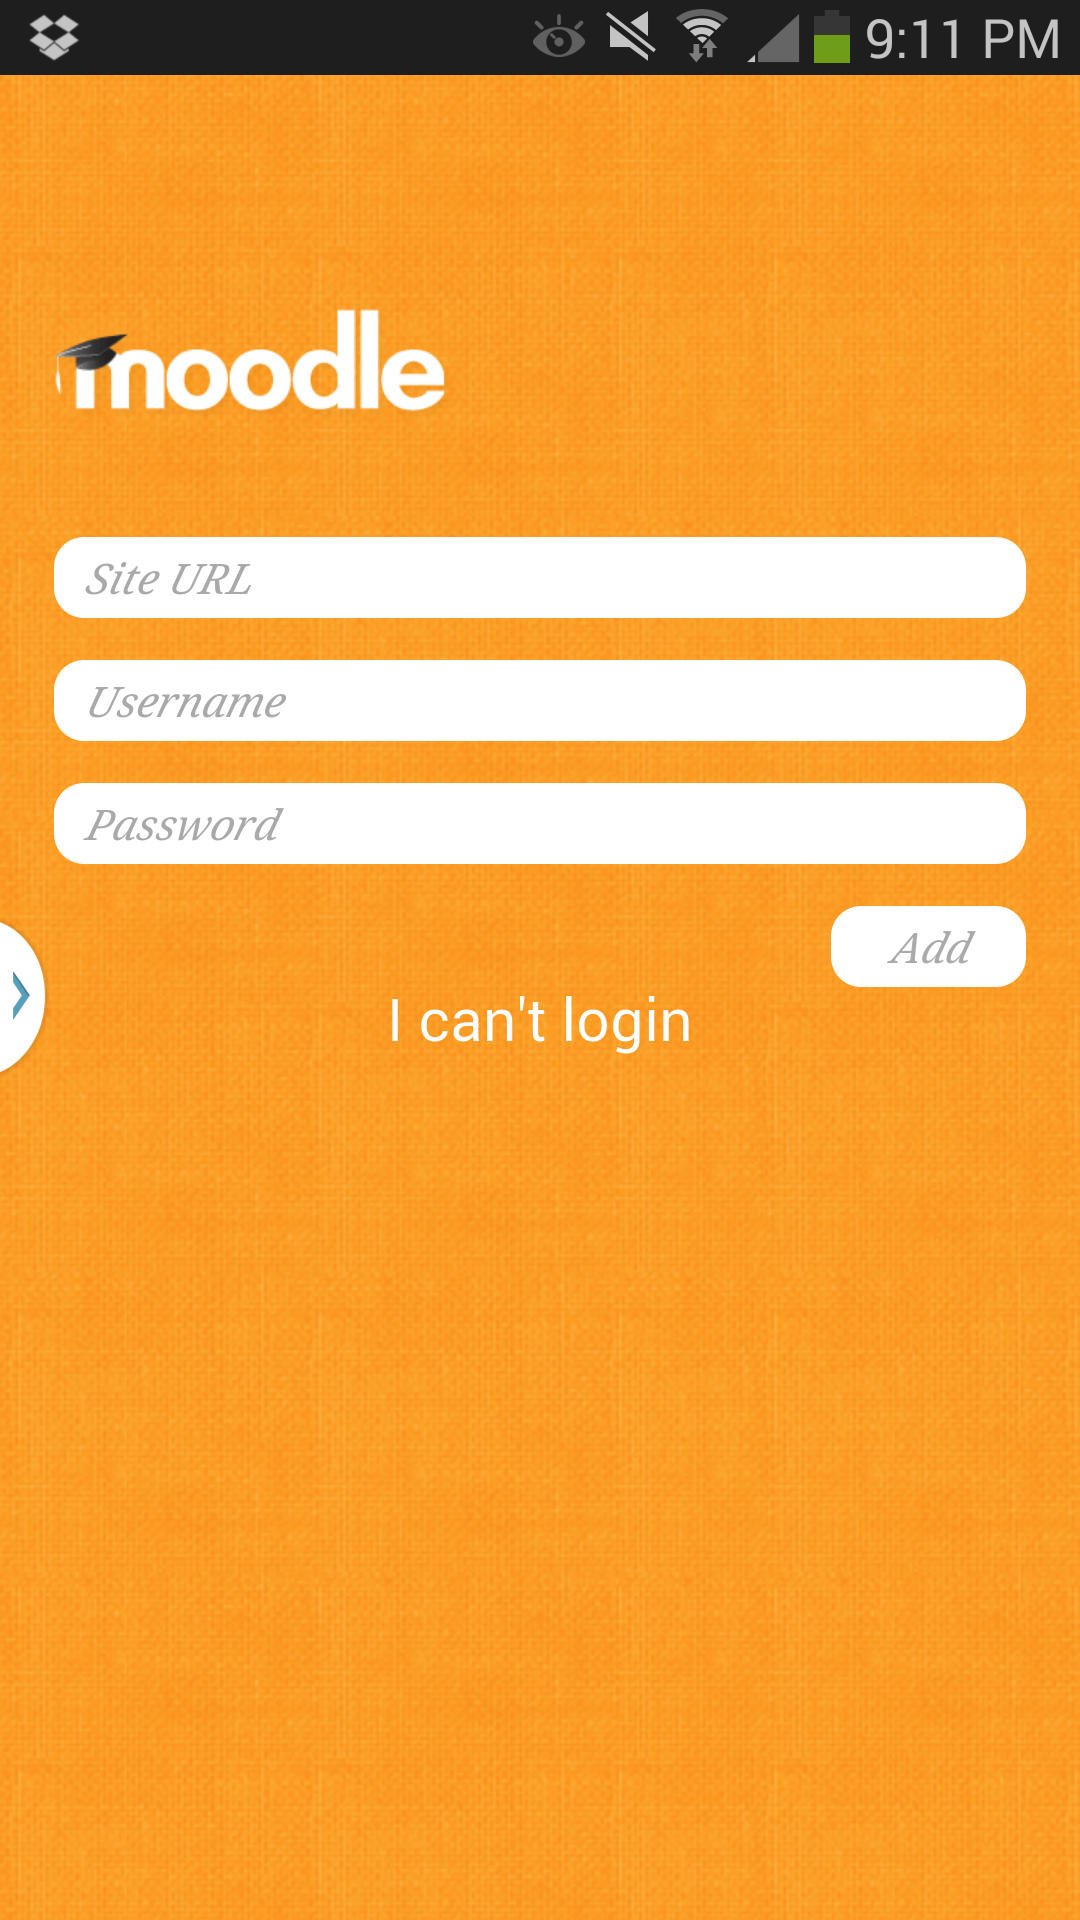 9:11 PM
moodle
Site URL
Username
Password
Add
I can't login